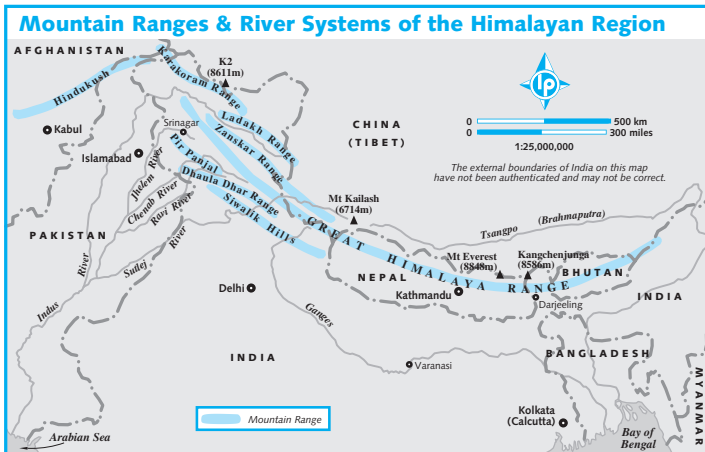 Mountain Ranges & River Systems of the Himalayan Region
AFGHANISTAN
Hindukush
Karakoram Range
K2
(8611m)
lp
0 500 km
0 300 miles
1:25,000,000
The external boundaries of India on this map
have not been authenticated and may not be correct.
Kabul
Srinagar
Islamabad
Ladakh Range
Zanskar Range
CHINA
(TIBET)
Pir Panjal
Dhaula Dhar Range
Siwalik Hills
Jhelem River
Chenab River
Ravi River
Sutlej River
Indus River
PAKISTAN
Mt Kailash
(6714m)
Tsangpo (Brahmaputra)
GREAT HIMALAYA RANGE
Mt Everest
(8848m)
Kangchenjunga
(8586m)
NEPAL
BHUTAN
Delhi
Kathmandu
Darjeeling
INDIA
Ganges
INDIA
Varanasi
BANGLADESH
MYANMAR
Kolkata
(Calcutta)
Mountain Range
Arabian Sea
Bay of
Bengal